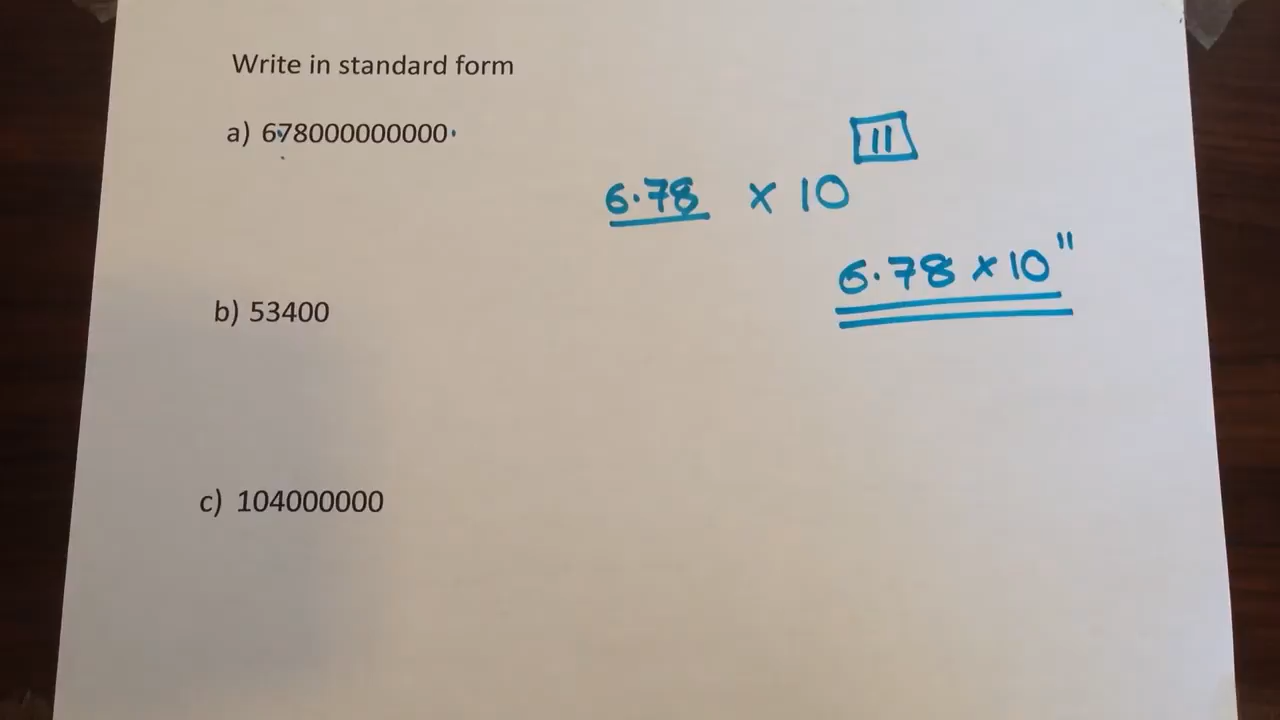 Write in standard form
a) 678000000000
11
6.78 x 10
6.78 x 10¹¹
b) 53400
c) 104000000